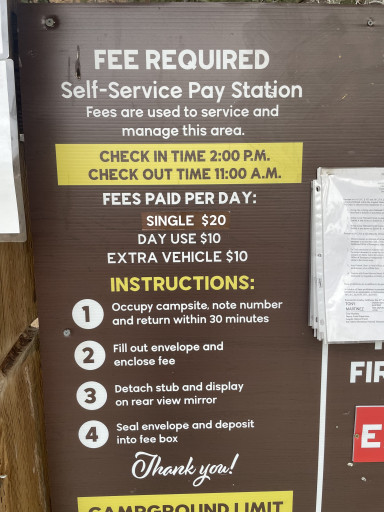 FEE REQUIRED
Self-Service Pay Station
Fees are used to service and
manage this area.
CHECK IN TIME 2:00 P.M.
CHECK OUT TIME 11:00 A.M.
FEES PAID PER DAY:
SINGLE $20
DAY USE $10
EXTRA VEHICLE $10
INSTRUCTIONS:
1 Occupy campsite, note number
and return within 30 minutes
2 Fill out envelope and
enclose fee
3 Detach stub and display
on rear view mirror
4 Seal envelope and deposit
into fee box
Thank you!
CAMPGROUND LIMIT
FIR
E